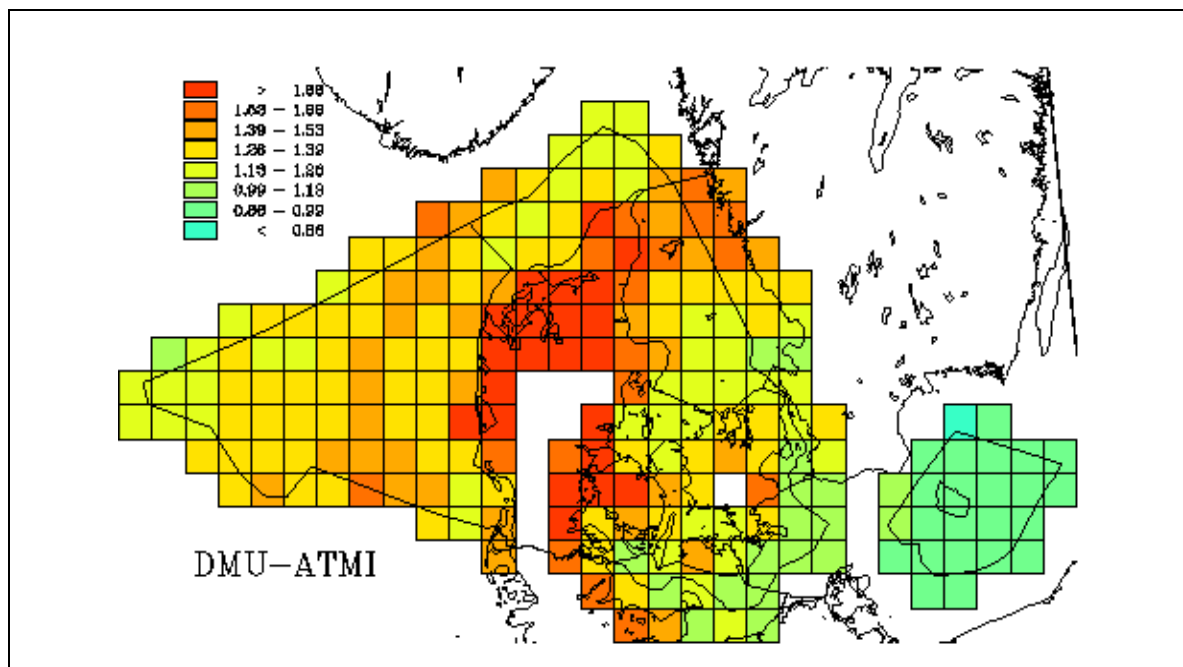 > 1.66
1.53 – 1.66
1.39 – 1.53
1.26 – 1.39
1.13 – 1.26
0.99 – 1.13
0.86 – 0.99
< 0.86
DMU–ATMI